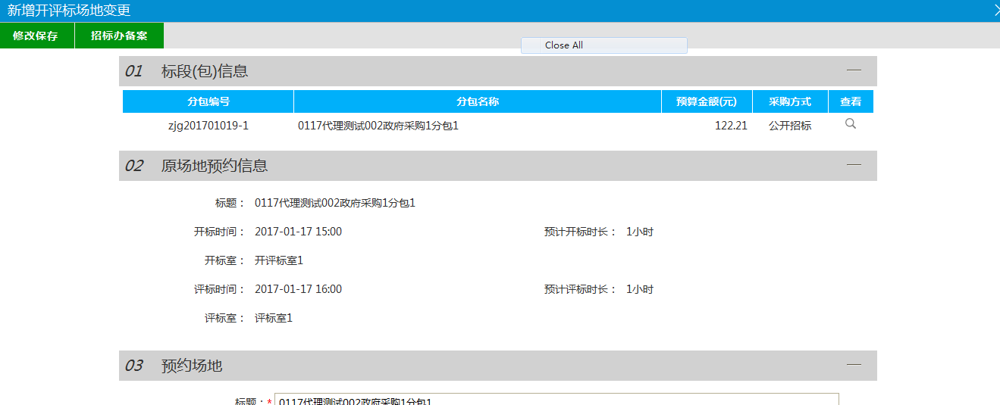 新增开评标场地变更
修改保存 招标办备案
Close All
01 标段(包)信息
分包编号 分包名称 预算金额(元) 采购方式 查看
zjg201701019-1 0117代理测试002政府采购1分包1 122.21 公开招标
02 原场地预约信息
标题： 0117代理测试002政府采购1分包1
开标时间： 2017-01-17 15:00 预计开标时长： 1小时
开标室： 开评标室1
评标时间： 2017-01-17 16:00 预计评标时长： 1小时
评标室： 评标室1
03 预约场地
标题：* 0117代理测试002政府采购1分包1